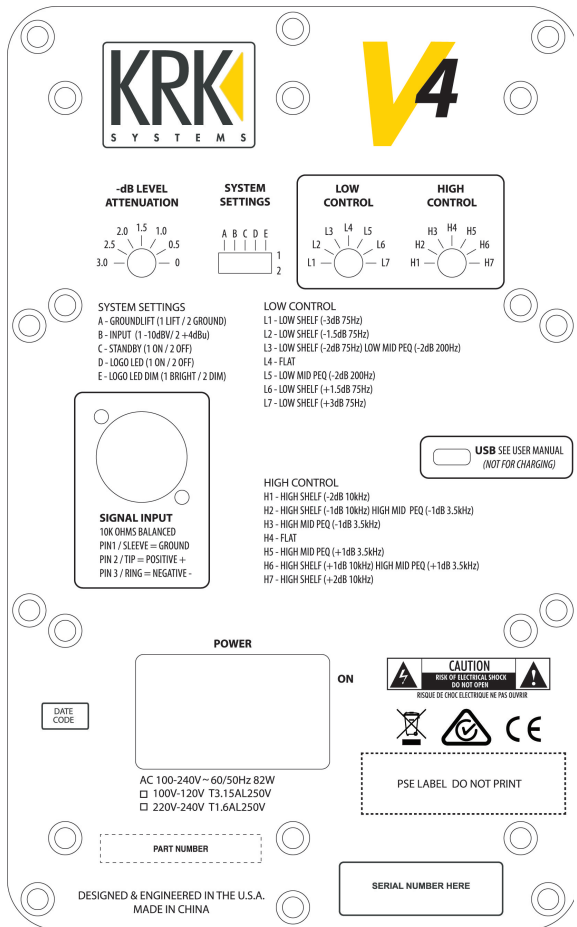 KRK
SYSTEMS
V4
-dB LEVEL
ATTENUATION
3.0
2.5
2.0
1.5
1.0
0.5
0
SYSTEM
SETTINGS
A B C D E
1
2
LOW
CONTROL
L1
L2
L3
L4
L5
L6
L7
HIGH
CONTROL
H1
H2
H3
H4
H5
H6
H7
SYSTEM SETTINGS
A - GROUNDLIFT (1 LIFT / 2 GROUND)
B - INPUT (1 -10dBV/ 2 +4dBu)
C - STANDBY (1 ON / 2 OFF)
D - LOGO LED (1 ON / 2 OFF)
E - LOGO LED DIM (1 BRIGHT / 2 DIM)
LOW CONTROL
L1 - LOW SHELF (-3dB 75Hz)
L2 - LOW SHELF (-1.5dB 75Hz)
L3 - LOW SHELF (-2dB 75Hz) LOW MID PEQ (-2dB 200Hz)
L4 - FLAT
L5 - LOW MID PEQ (-2dB 200Hz)
L6 - LOW SHELF (+1.5dB 75Hz)
L7 - LOW SHELF (+3dB 75Hz)
USB SEE USER MANUAL
(NOT FOR CHARGING)
SIGNAL INPUT
10K OHMS BALANCED
PIN1 / SLEEVE = GROUND
PIN 2 / TIP = POSITIVE +
PIN 3 / RING = NEGATIVE -
HIGH CONTROL
H1 - HIGH SHELF (-2dB 10kHz)
H2 - HIGH SHELF (-1dB 10kHz) HIGH MID PEQ (-1dB 3.5kHz)
H3 - HIGH MID PEQ (-1dB 3.5kHz)
H4 - FLAT
H5 - HIGH MID PEQ (+1dB 3.5kHz)
H6 - HIGH SHELF (+1dB 10kHz) HIGH MID PEQ (+1dB 3.5kHz)
H7 - HIGH SHELF (+2dB 10kHz)
POWER
ON
CAUTION
RISK OF ELECTRICAL SHOCK
DO NOT OPEN
RISQUE DE CHOC ELECTRIQUE NE PAS OUVRIR
DATE
CODE
CE
PSE LABEL DO NOT PRINT
AC 100-240V~60/50Hz 82W
100V-120V T3.15AL250V
220V-240V T1.6AL250V
PART NUMBER
SERIAL NUMBER HERE
DESIGNED & ENGINEERED IN THE U.S.A.
MADE IN CHINA